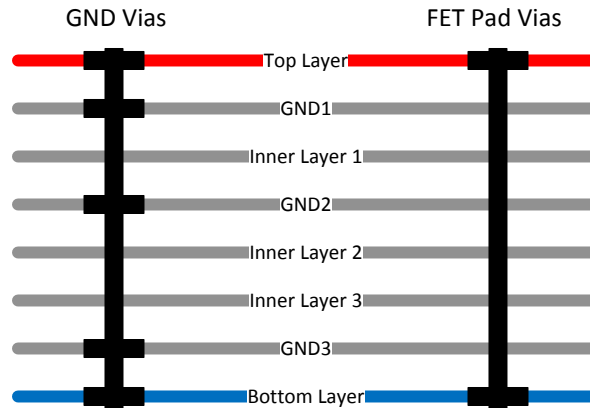 GND Vias
FET Pad Vias
Top Layer
GND1
Inner Layer 1
GND2
Inner Layer 2
Inner Layer 3
GND3
Bottom Layer